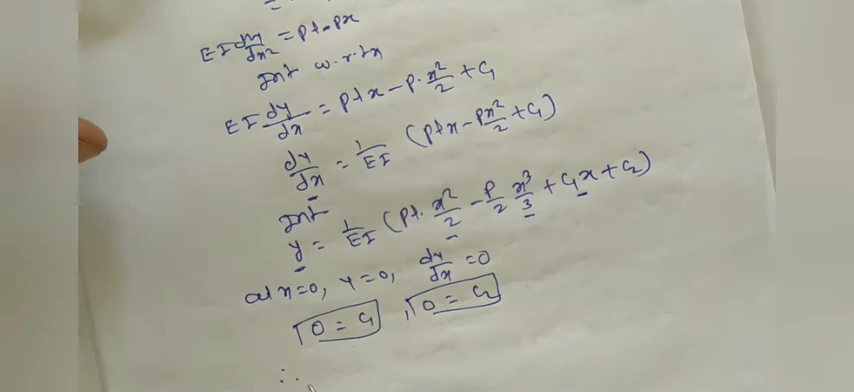 EI d²y/dx² = Pl - Px
Int w.r.t x
EI dy/dx = Plx - P. x²/2 + C₁
dy/dx = 1/EI (Plx - Px²/2 + C₁)
Int
y = 1/EI (Pl. x²/2 - P/2 x³/3 + C₁x + C₂)
at x=0, y=0, dy/dx = 0
0 = C₁ , 0 = C₂
∴